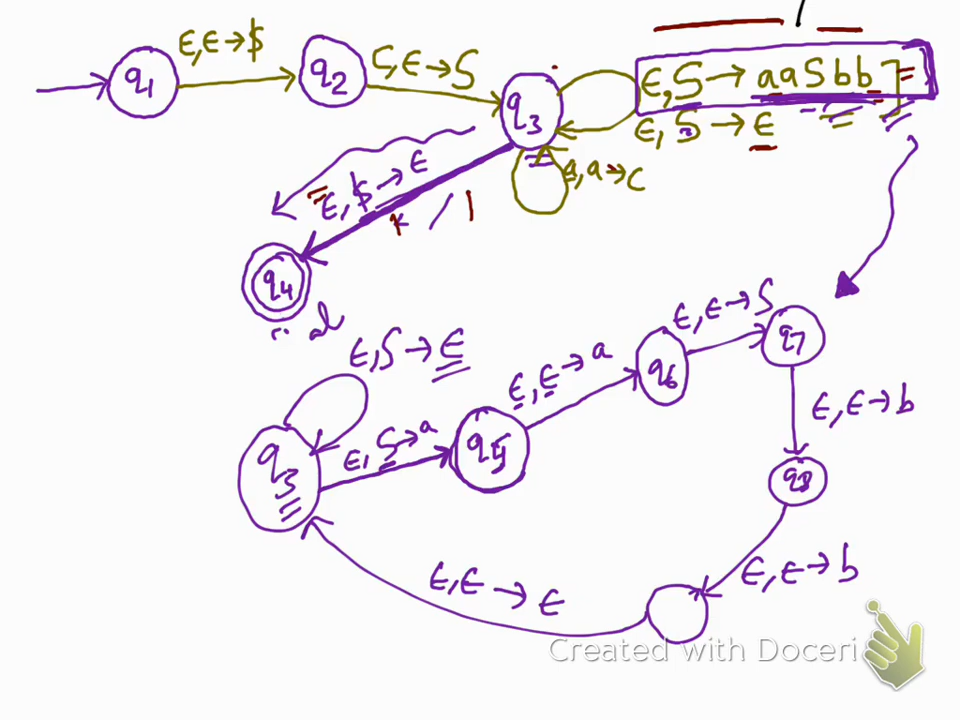 ε,ε→$
q1
q2
ε,ε→S
q3
ε,S→aaSbb
ε,S→ε
a,a→ε
ε,$→ε
q4
ε,S→ε
q3
ε,S→a
q5
ε,ε→a
q6
ε,ε→S
q7
ε,ε→b
q8
ε,ε→b
ε,ε→ε
Created with Doceri